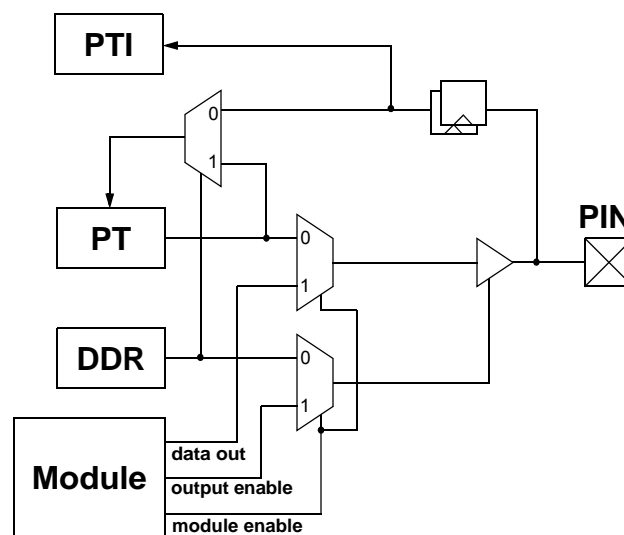 PTI
0
1
PT
PIN
0
1
DDR
0
1
Module
data out
output enable
module enable